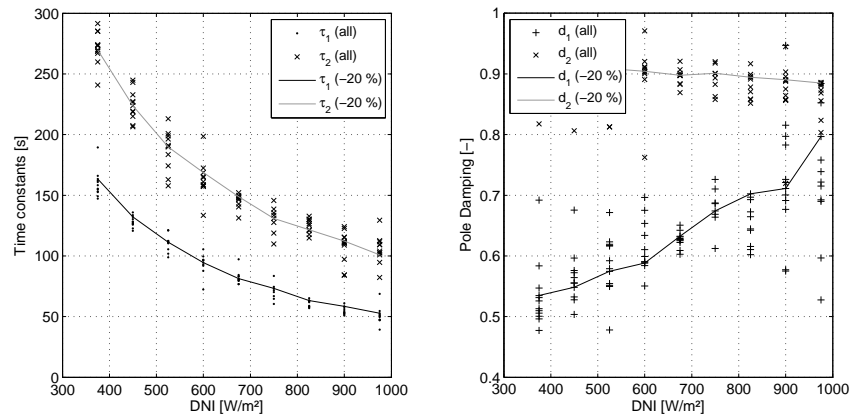 300
250
200
150
100
50
0
300
400
500
600
700
800
900
1000
DNI [W/m²]
Time constants [s]
τ1 (all)
τ2 (all)
τ1 (−20 %)
τ2 (−20 %)
1
0.9
0.8
0.7
0.6
0.5
0.4
300
400
500
600
700
800
900
1000
DNI [W/m²]
Pole Damping [−]
d1 (all)
d2 (all)
d1 (−20 %)
d2 (−20 %)